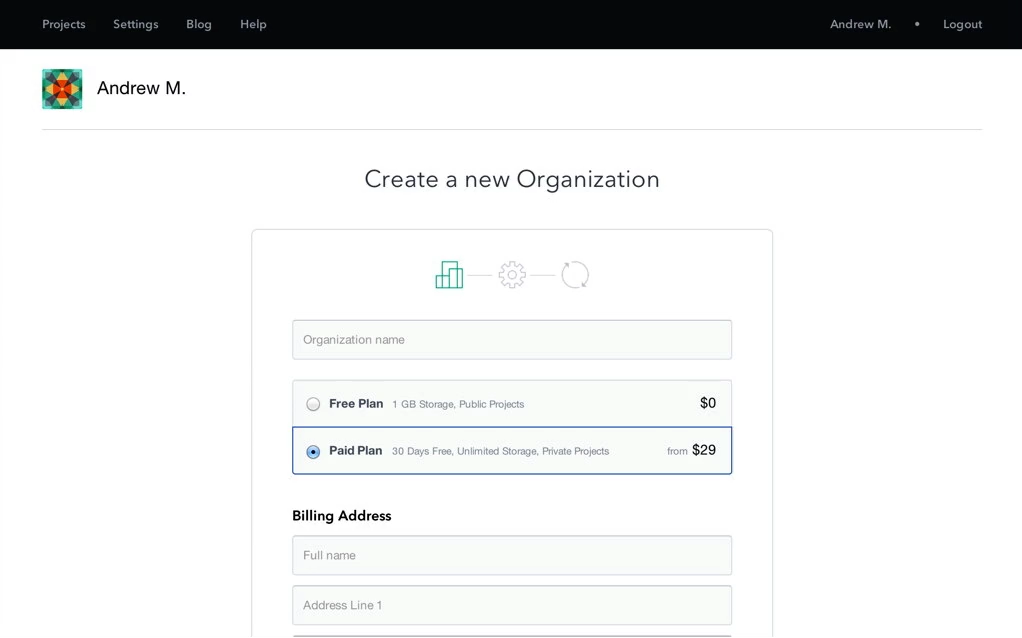 Projects Settings Blog Help Andrew M. • Logout
Andrew M.
Create a new Organization
Organization name
Free Plan 1 GB Storage, Public Projects $0
Paid Plan 30 Days Free, Unlimited Storage, Private Projects from $29
Billing Address
Full name
Address Line 1